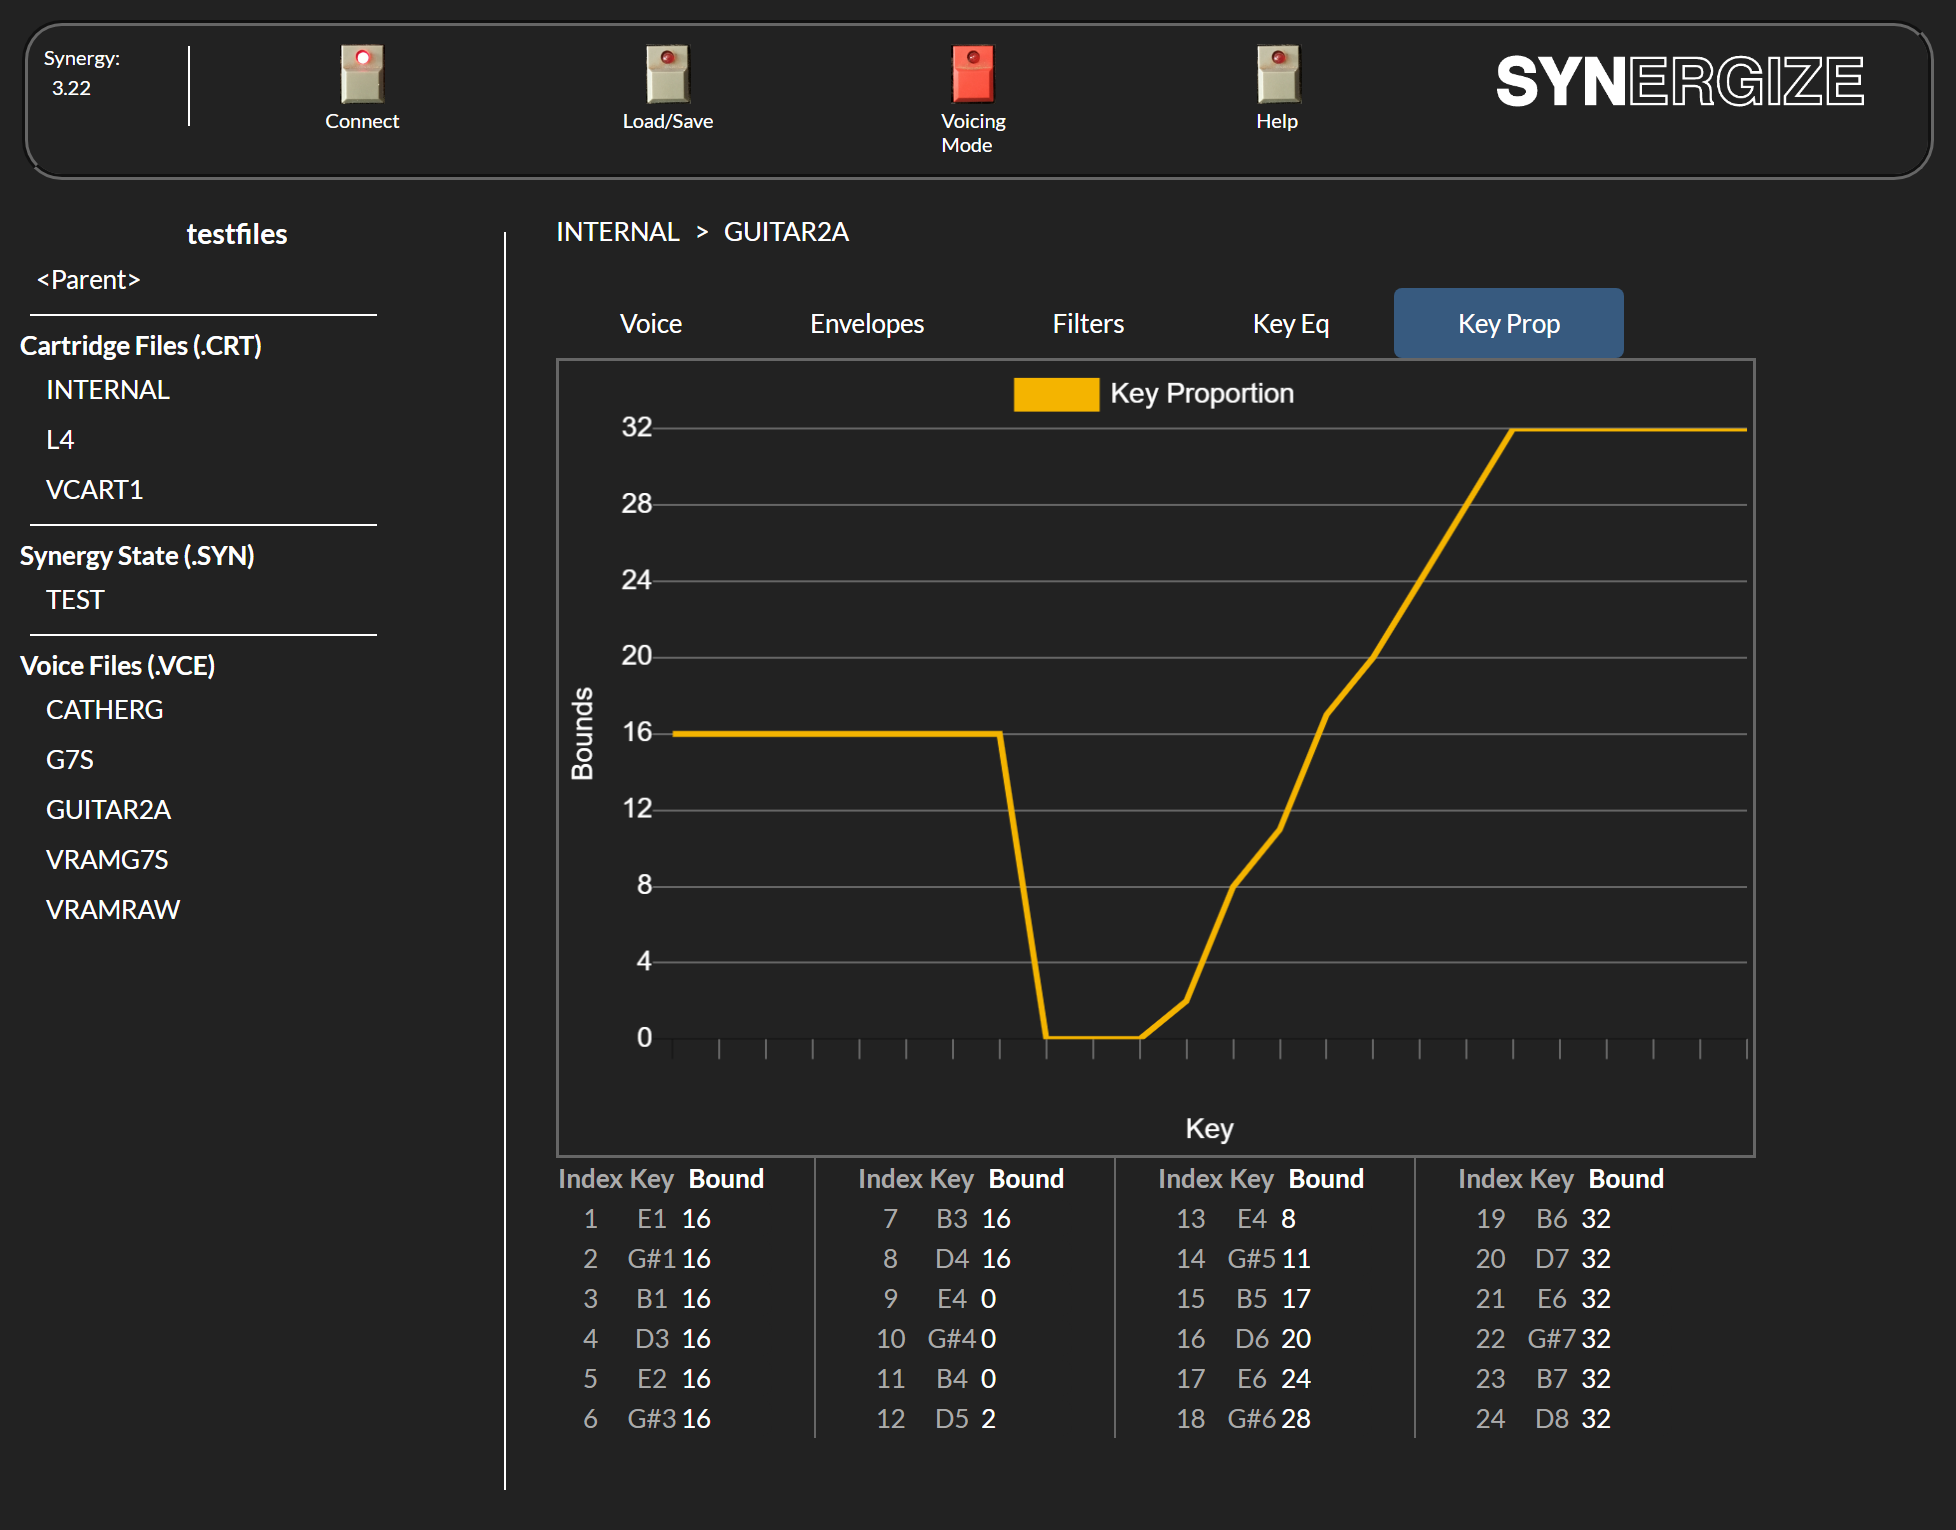 Synergy:
3.22
Connect
Load/Save
Voicing
Mode
Help
SYNERGIZE
testfiles
<Parent>
Cartridge Files (.CRT)
INTERNAL
L4
VCART1
Synergy State (.SYN)
TEST
Voice Files (.VCE)
CATHERG
G7S
GUITAR2A
VRAMG7S
VRAMRAW
INTERNAL > GUITAR2A
Voice Envelopes Filters Key Eq Key Prop
Key Proportion
32
28
24
20
16
12
8
4
0
Bounds
Key
Index Key Bound
1 E1 16
2 G#1 16
3 B1 16
4 D3 16
5 E2 16
6 G#3 16
Index Key Bound
7 B3 16
8 D4 16
9 E4 0
10 G#4 0
11 B4 0
12 D5 2
Index Key Bound
13 E4 8
14 G#5 11
15 B5 17
16 D6 20
17 E6 24
18 G#6 28
Index Key Bound
19 B6 32
20 D7 32
21 E6 32
22 G#7 32
23 B7 32
24 D8 32